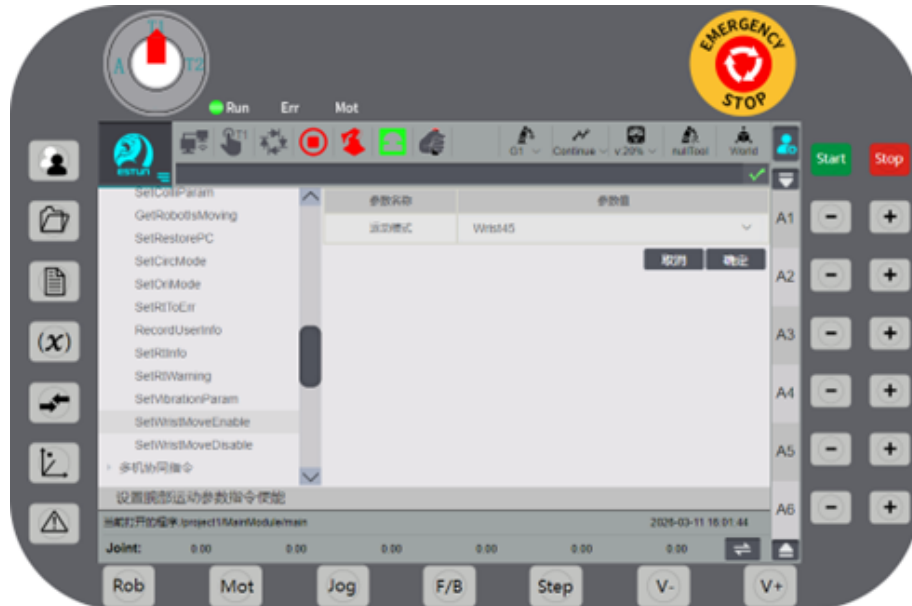 T1
A
T2
EMERGENCY
STOP
Run Err Mot
T1
G1 Continue V 20% nullTool World
ESTUN
Start Stop
SetColliParam
GetRobotIsMoving
SetRestorePC
SetCircMode
SetOriMode
SetRtToErr
RecordUserInfo
SetRtInfo
SetRtWarning
SetVibrationParam
SetWristMoveEnable
SetWristMoveDisable
多机协同指令
参数名称 参数值
运动模式 Wrist45
取消 确定
A1 - +
A2 - +
A3 - +
A4 - +
A5 - +
A6 - +
(x)
设置腕部运动参数指令使能
当前打开的程序:/project1/MainModule/main 2026-03-11 16:01:44
Joint: 0.00 0.00 0.00 0.00 0.00 0.00
Rob Mot Jog F/B Step V- V+